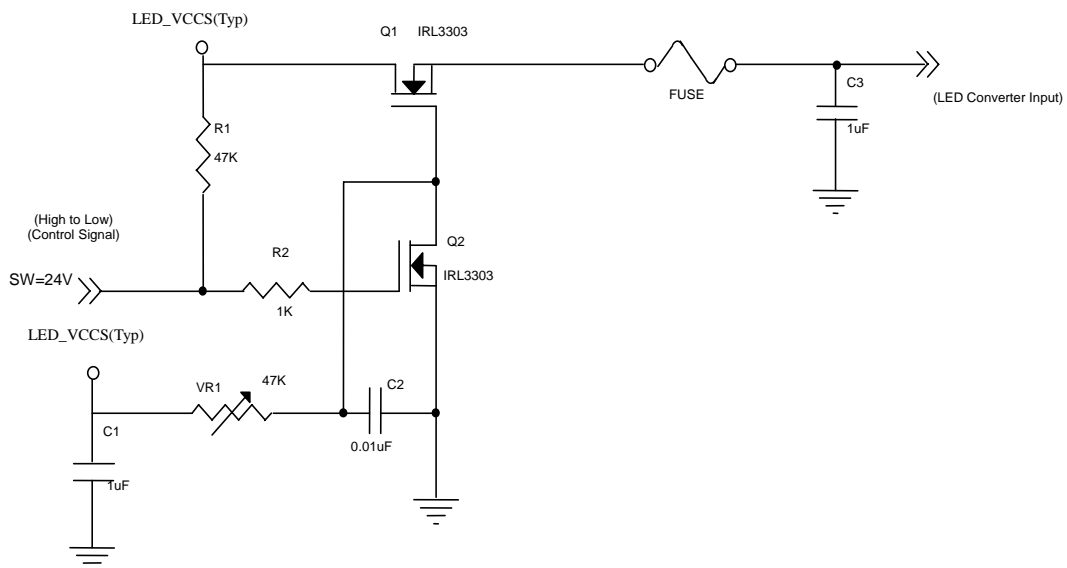 LED_VCCS(Typ)
Q1 IRL3303
FUSE
C3
(LED Converter Input)
1uF
R1
47K
(High to Low)
(Control Signal)
R2
Q2
IRL3303
SW=24V
1K
LED_VCCS(Typ)
VR1
47K
C2
C1
0.01uF
1uF